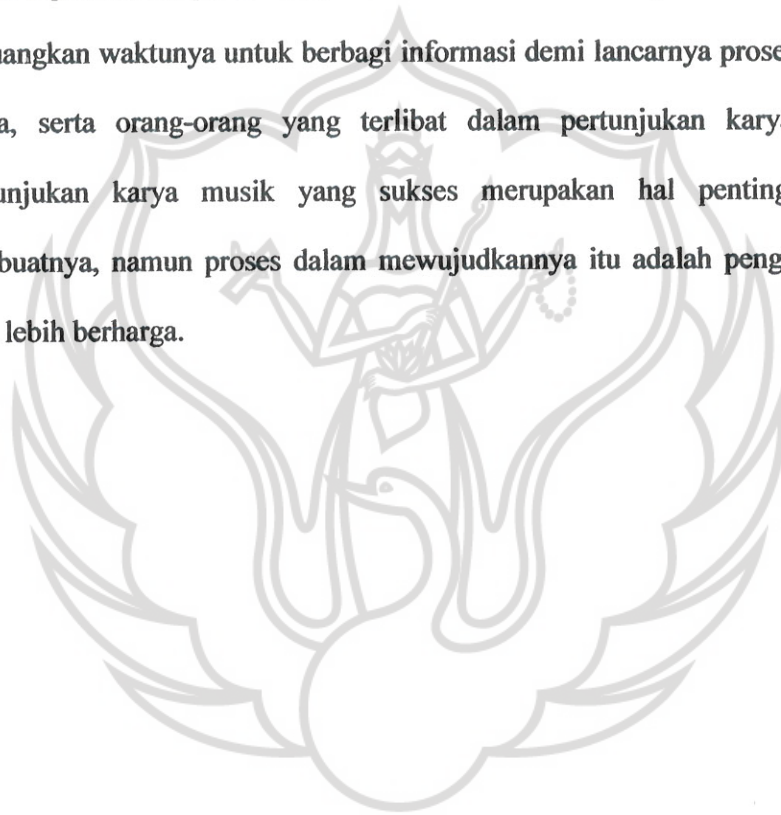 angkan waktunya untuk berbagi informasi demi lancarnya prose
a, serta orang-orang yang terlibat dalam pertunjukan kary
unjukan karya musik yang sukses merupakan hal penting
buatnya, namun proses dalam mewujudkannya itu adalah peng
lebih berharga.